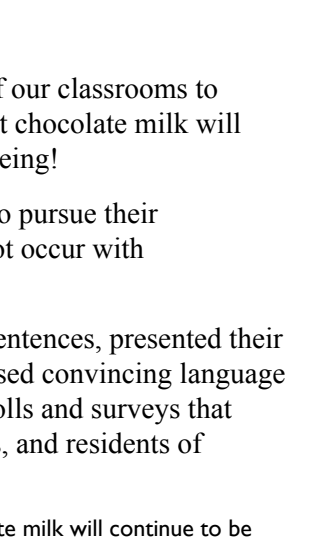 f our classrooms to
t chocolate milk will
eing!
o pursue their
ot occur with
entences, presented their
sed convincing language
olls and surveys that
, and residents of
te milk will continue to be